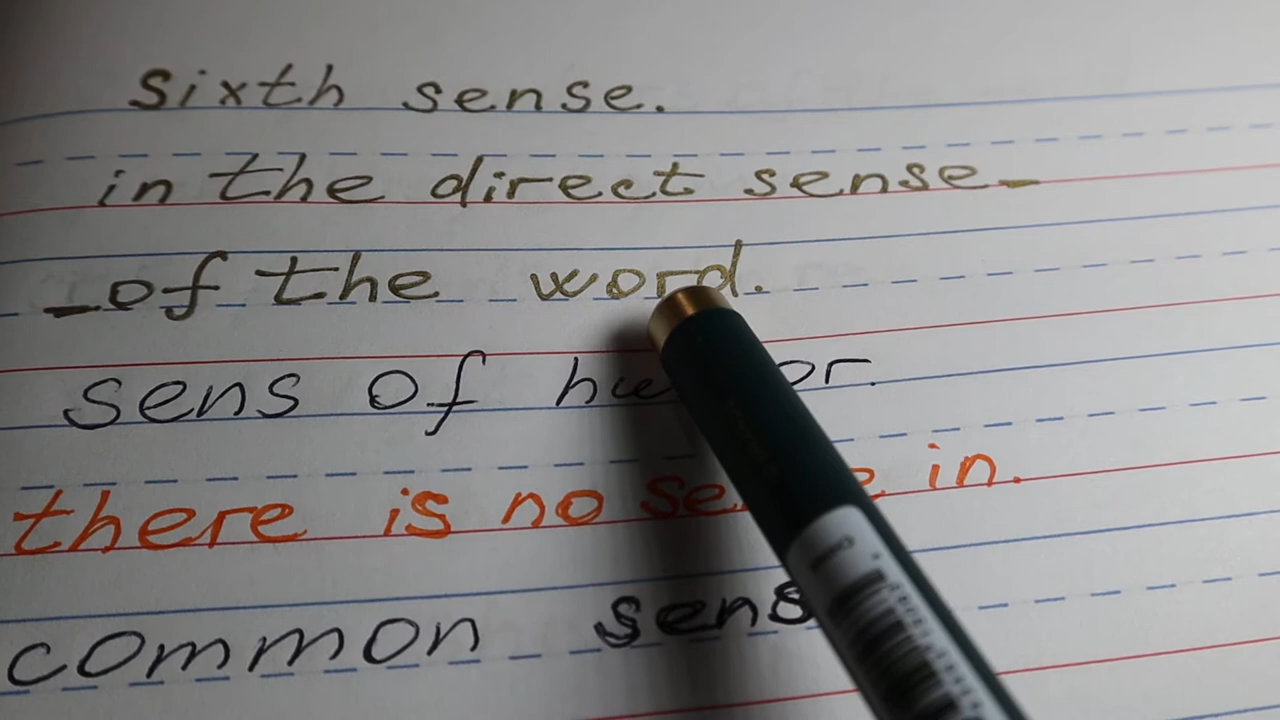 sixth sense.
in the direct sense-
-of the word.
sens of
there is no in.
common